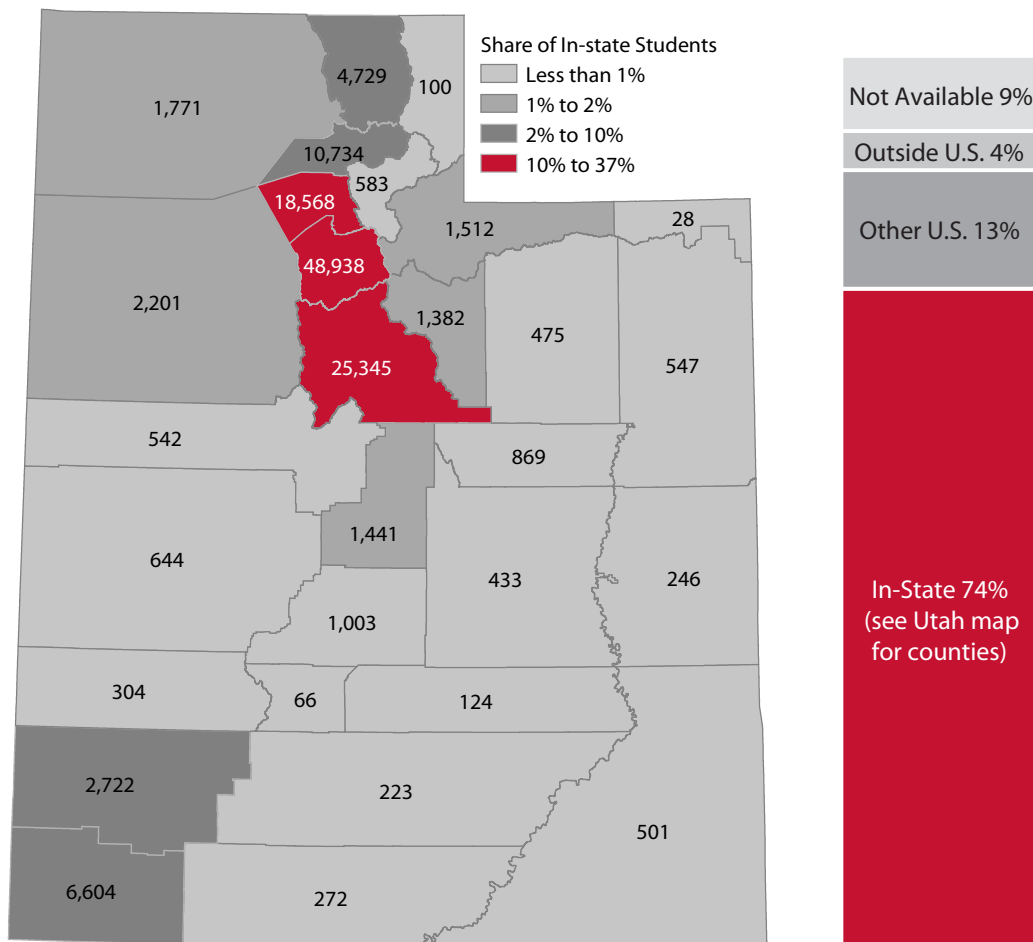 Share of In-state Students
Less than 1%
1% to 2%
2% to 10%
10% to 37%
4,729
100
1,771
10,734
583
18,568
1,512
28
48,938
2,201
1,382
475
547
25,345
542
869
1,441
644
433
246
1,003
304
66
124
2,722
223
501
6,604
272
Not Available 9%
Outside U.S. 4%
Other U.S. 13%
In-State 74%
(see Utah map
for counties)